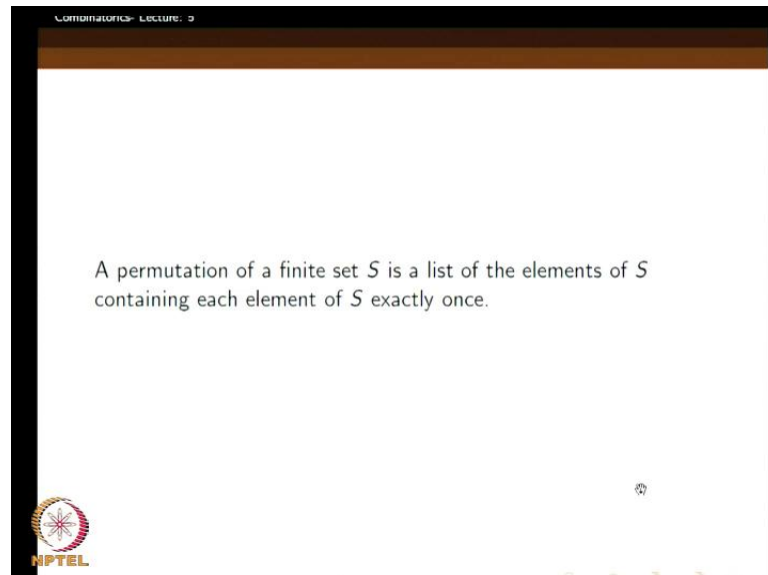 Combinatorics- Lecture: 5
A permutation of a finite set S is a list of the elements of S
containing each element of S exactly once.
NPTEL